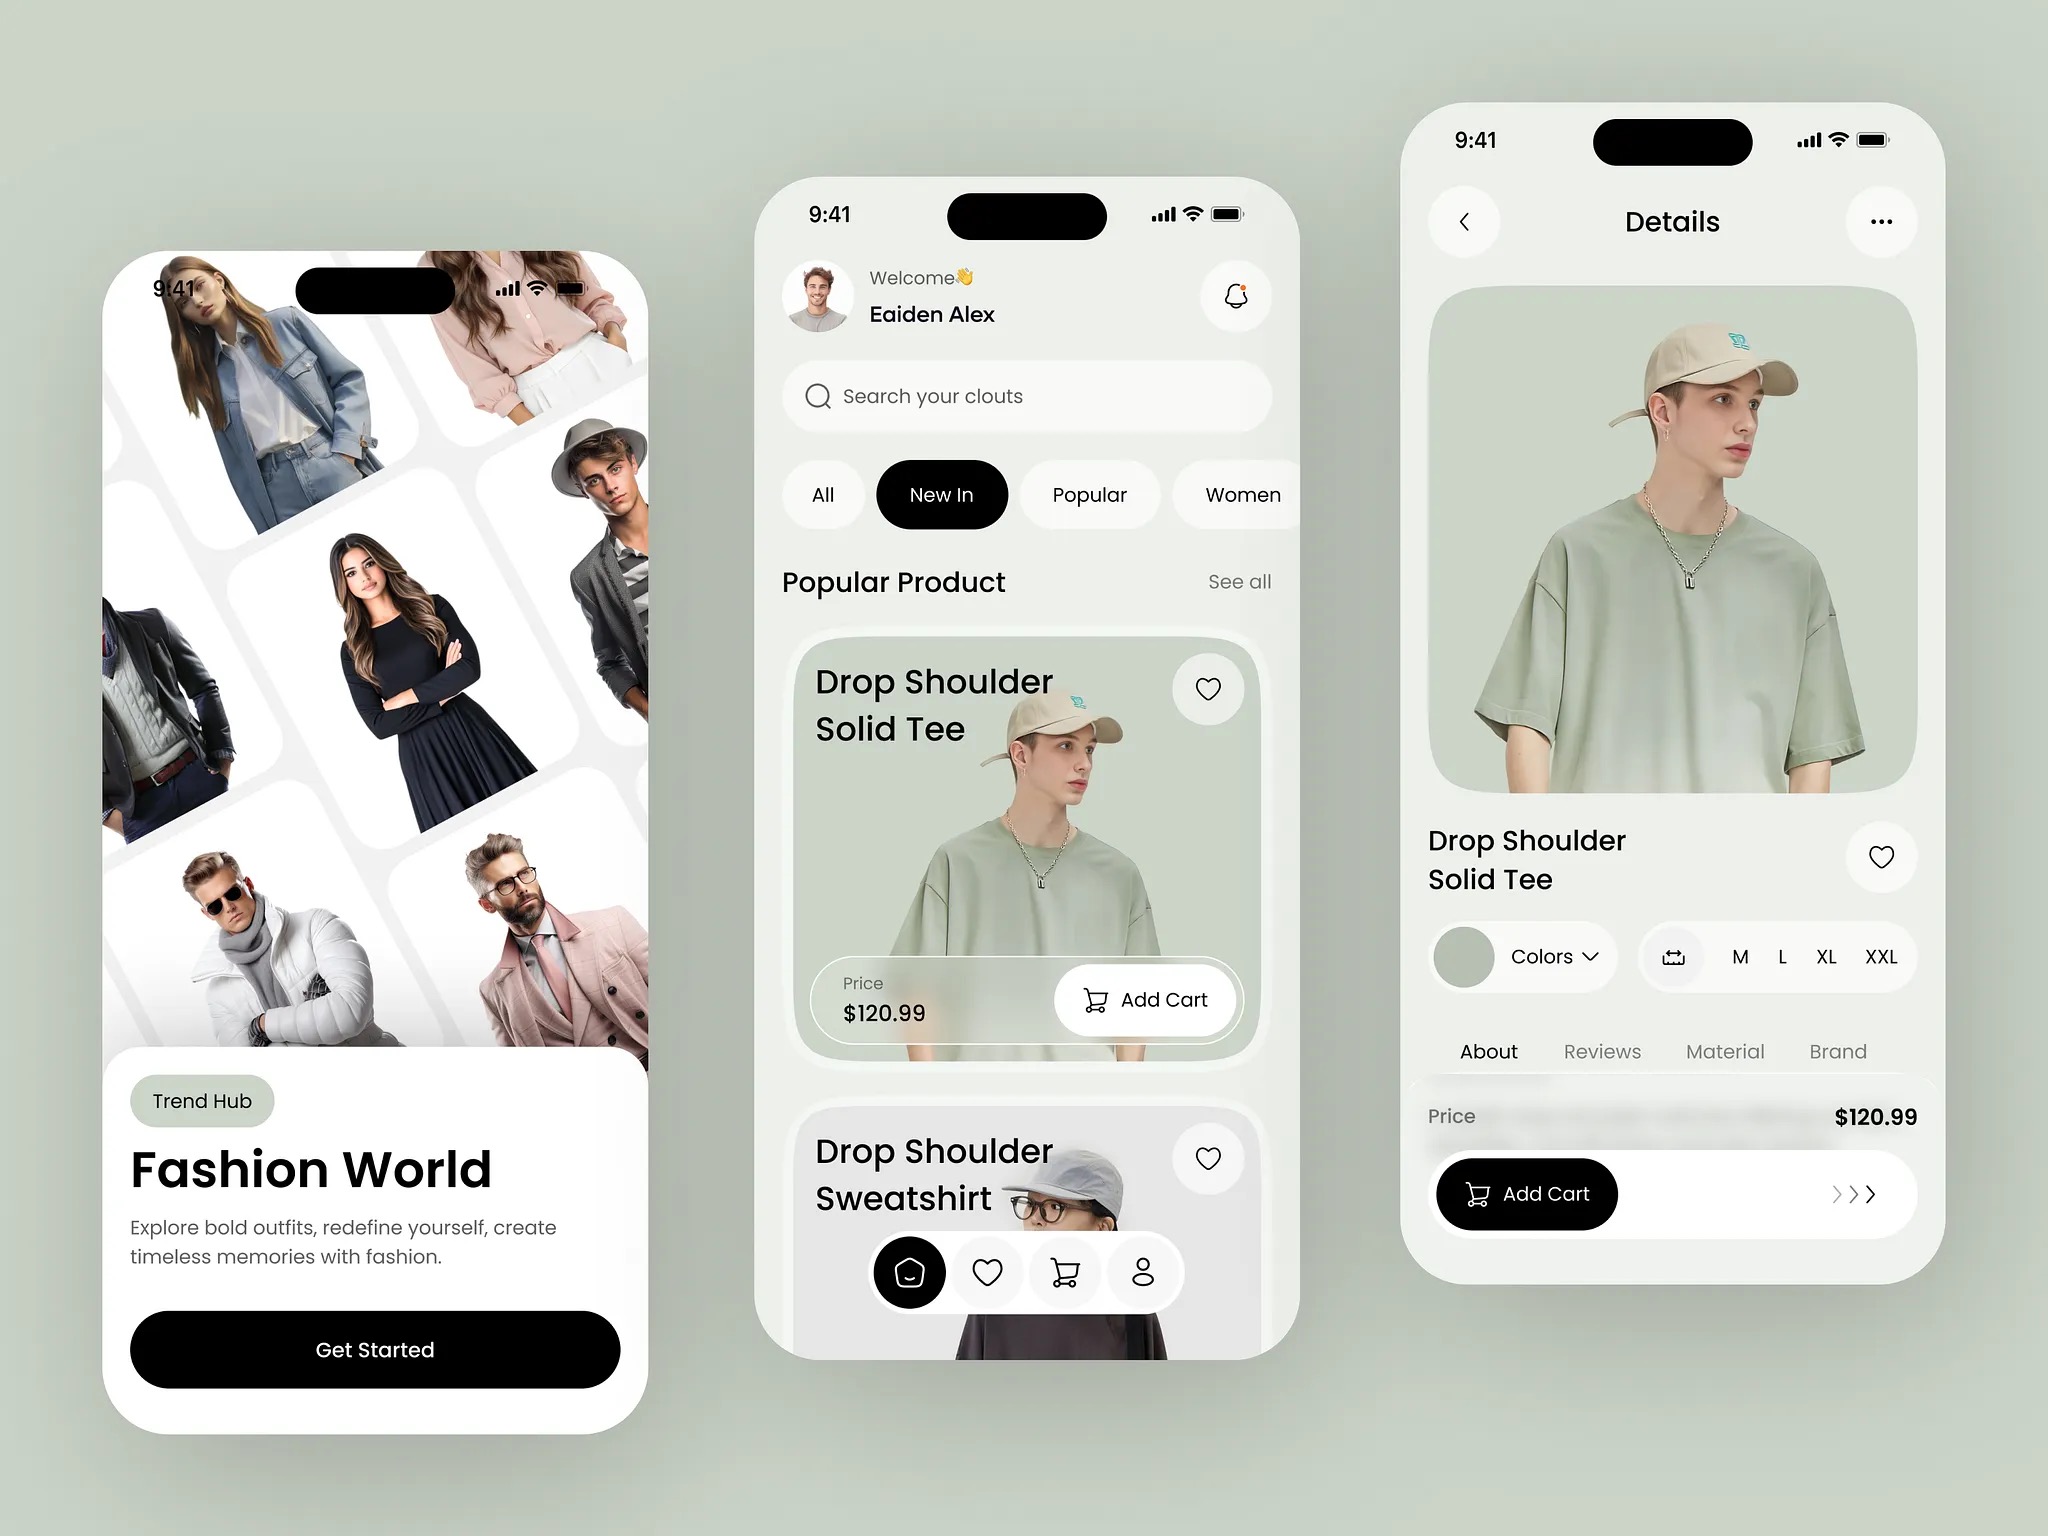 9:41
Trend Hub
Fashion World
Explore bold outfits, redefine yourself, create
timeless memories with fashion.
Get Started
9:41
Welcome👋
Eaiden Alex
Search your clouts
All
New In
Popular
Women
Popular Product
See all
Drop Shoulder
Solid Tee
Price
$120.99
Add Cart
Drop Shoulder
Sweatshirt
9:41
Details
Drop Shoulder
Solid Tee
Colors
M L XL XXL
About Reviews Material Brand
Price
$120.99
Add Cart